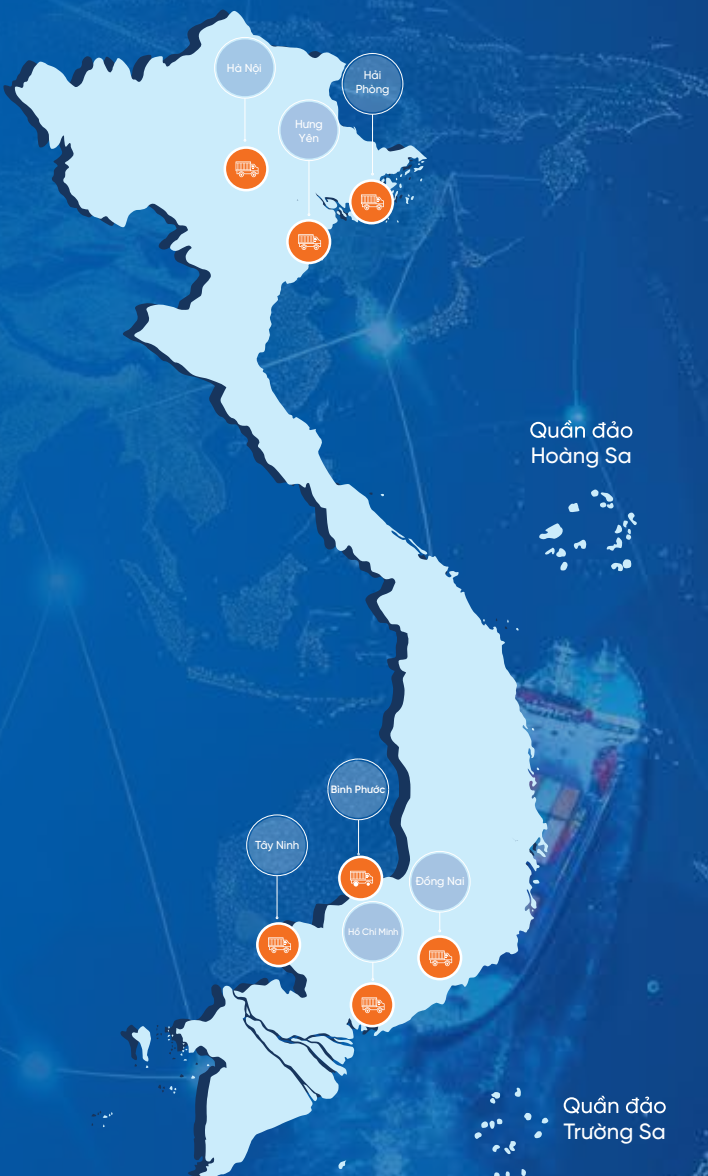 Hà Nội
Hải
Phòng
Hưng
Yên
Quần đảo
Hoàng Sa
Bình Phước
Tây Ninh
Đồng Nai
Hồ Chí Minh
Quần đảo
Trường Sa